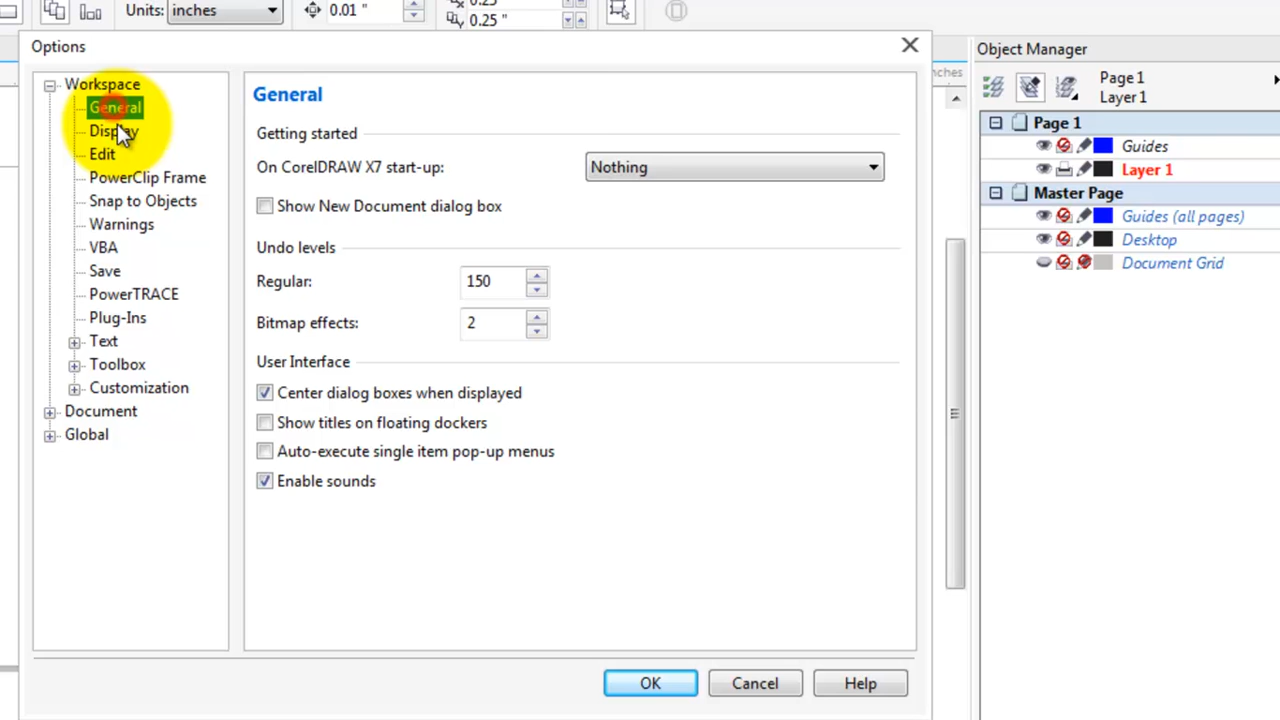 Units: inches
0.01 "
0.25 "
Options
Workspace
General
Display
Edit
PowerClip Frame
Snap to Objects
Warnings
VBA
Save
PowerTRACE
Plug-Ins
Text
Toolbox
Customization
Document
Global
General
Getting started
On CorelDRAW X7 start-up: Nothing
Show New Document dialog box
Undo levels
Regular: 150
Bitmap effects: 2
User Interface
Center dialog boxes when displayed
Show titles on floating dockers
Auto-execute single item pop-up menus
Enable sounds
OK Cancel Help
Object Manager
Page 1
Layer 1
Page 1
Guides
Layer 1
Master Page
Guides (all pages)
Desktop
Document Grid